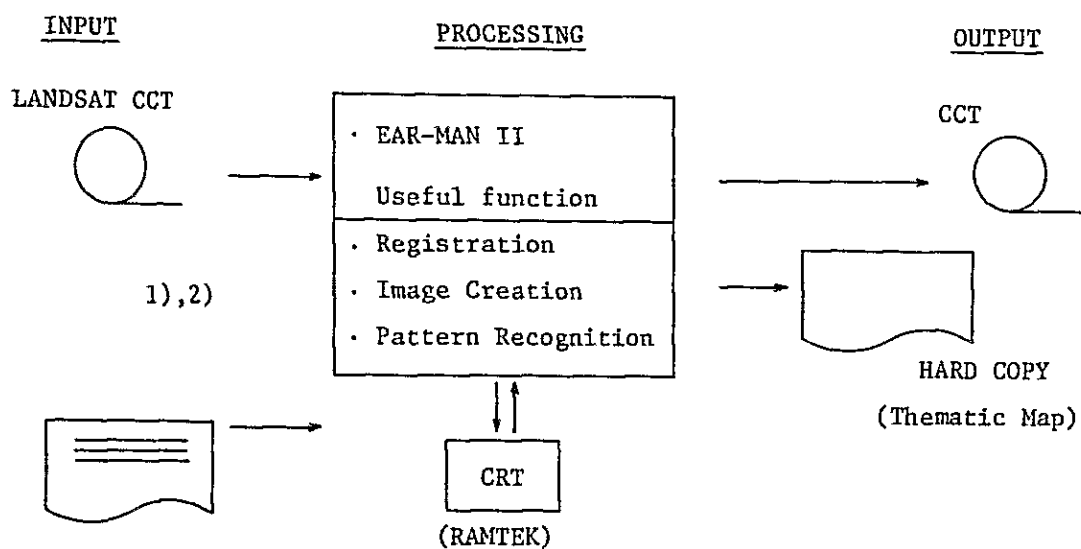 INPUT
PROCESSING
OUTPUT
LANDSAT CCT
· EAR-MAN II
Useful function
· Registration
· Image Creation
· Pattern Recognition
1),2)
CRT
(RAMTEK)
CCT
HARD COPY
(Thematic Map)